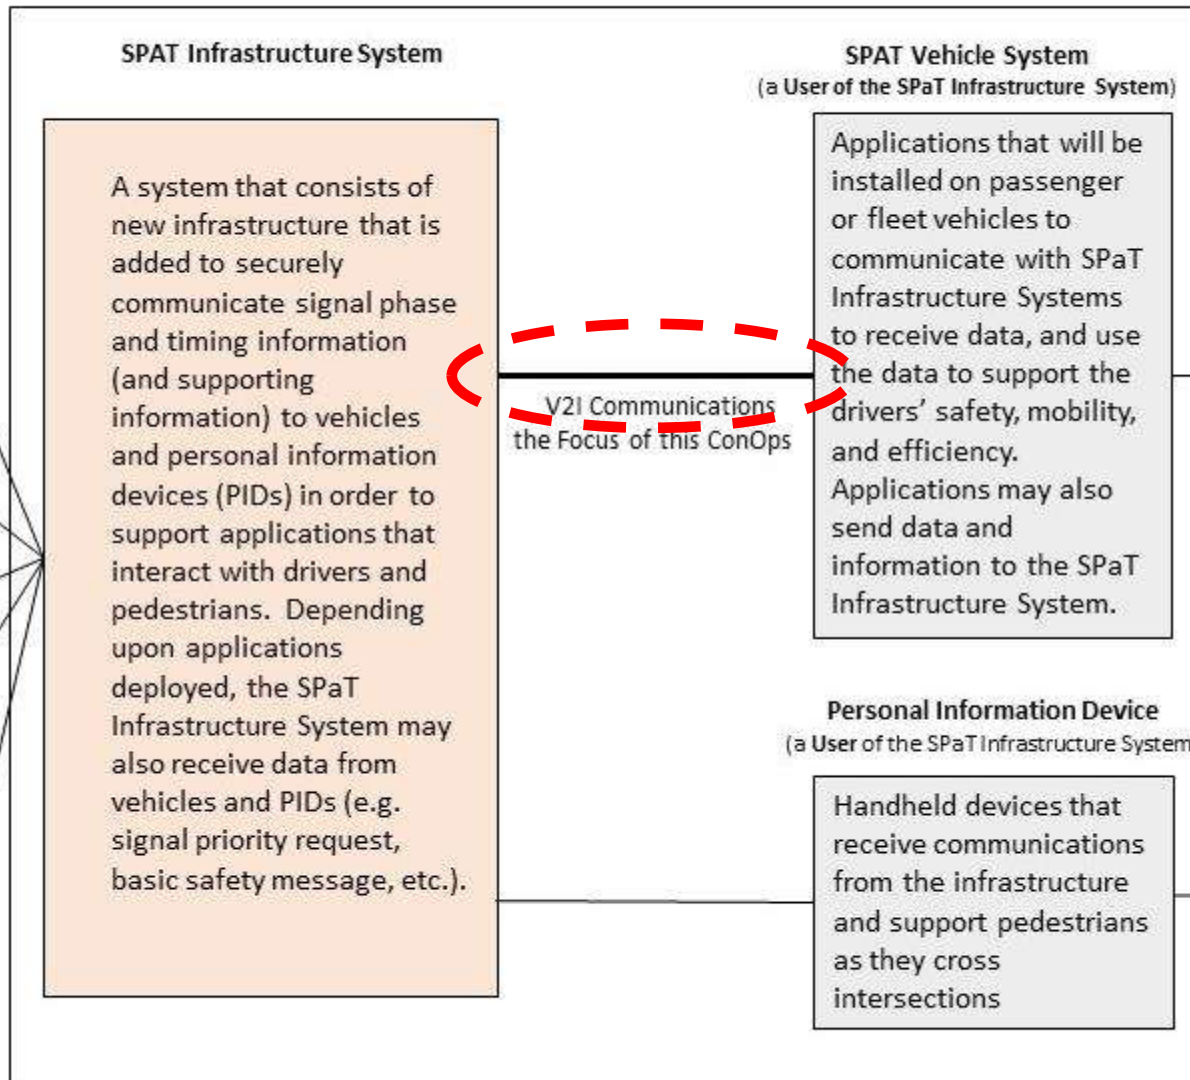 SPAT Infrastructure System
A system that consists of
new infrastructure that is
added to securely
communicate signal phase
and timing information
(and supporting
information) to vehicles
and personal information
devices (PIDs) in order to
support applications that
interact with drivers and
pedestrians. Depending
upon applications
deployed, the SPaT
Infrastructure System may
also receive data from
vehicles and PIDs (e.g.
signal priority request,
basic safety message, etc.).
V2I Communications
the Focus of this ConOps
SPAT Vehicle System
(a User of the SPaT Infrastructure System)
Applications that will be
installed on passenger
or fleet vehicles to
communicate with SPaT
Infrastructure Systems
to receive data, and use
the data to support the
drivers’ safety, mobility,
and efficiency.
Applications may also
send data and
information to the SPaT
Infrastructure System.
Personal Information Device
(a User of the SPaT Infrastructure System
Handheld devices that
receive communications
from the infrastructure
and support pedestrians
as they cross
intersections